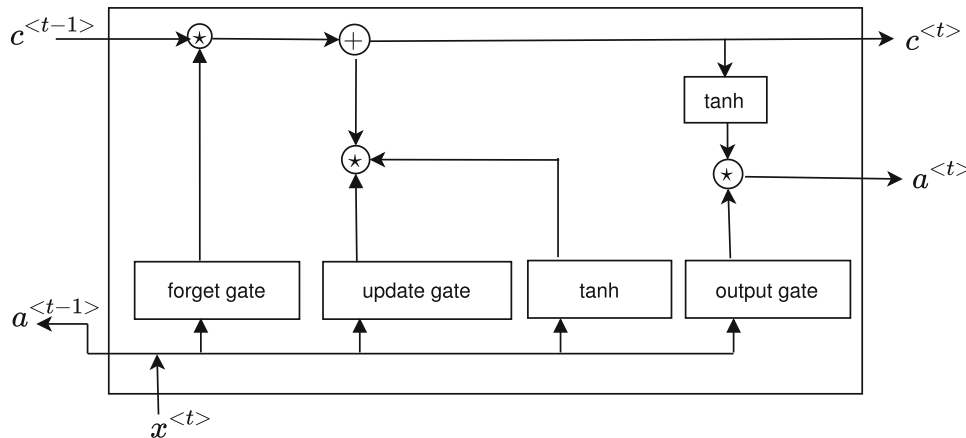 c^{<t−1>}
⋆
+
c^{<t>}
tanh
⋆
⋆
a^{<t>}
forget gate
update gate
tanh
output gate
a^{<t−1>}
x^{<t>}